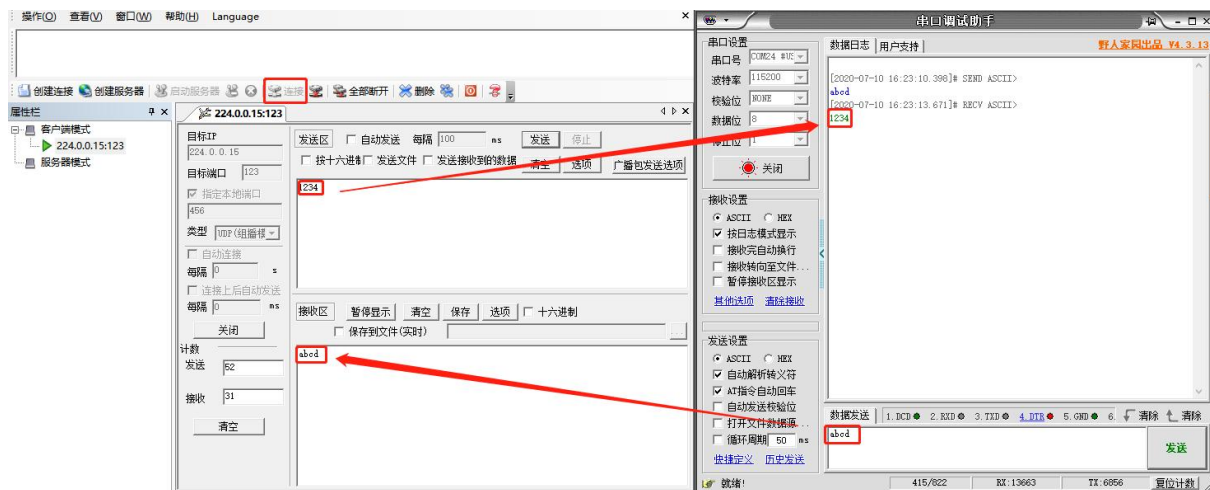 操作(O) 查看(V) 窗口(W) 帮助(H) Language
创建连接 创建服务器 启动服务器 连接 全部断开 删除
属性栏
客户端模式
224.0.0.15:123
服务器模式
224.0.0.15:123
目标IP
224.0.0.15
目标端口 123
指定本地端口
456
类型 UDP(组播模
自动连接
每隔 0 s
连接上后自动发送
每隔 0 ms
关闭
计数
发送 52
接收 31
清空
发送区 自动发送 每隔 100 ms 发送 停止
按十六进制 发送文件 发送接收到的数据 清空 选项 广播包发送选项
1234
接收区 暂停显示 清空 保存 选项 十六进制
保存到文件(实时) ...
abcd
串口调试助手
串口设置
串口号 COM24 #US
波特率 115200
校验位 NONE
数据位 8
停止位 1
关闭
接收设置
ASCII HEX
按日志模式显示
接收完自动换行
接收转向至文件...
暂停接收区显示
其他选项 清除接收
发送设置
ASCII HEX
自动解析转义符
AT指令自动回车
自动发送校验位
打开文件数据源...
循环周期 50 ms
快捷定义 历史发送
数据日志 用户支持 野人家园出品 V4.3.13
[2020-07-10 16:23:10.398]# SEND ASCII>
abcd
[2020-07-10 16:23:13.671]# RECV ASCII>
1234
数据发送 1.DCD 2.RXD 3.TXD 4.DTR 5.GND 6. 清除 清除
abcd
发送
就绪! 415/822 RX:13663 TX:6856 复位计数